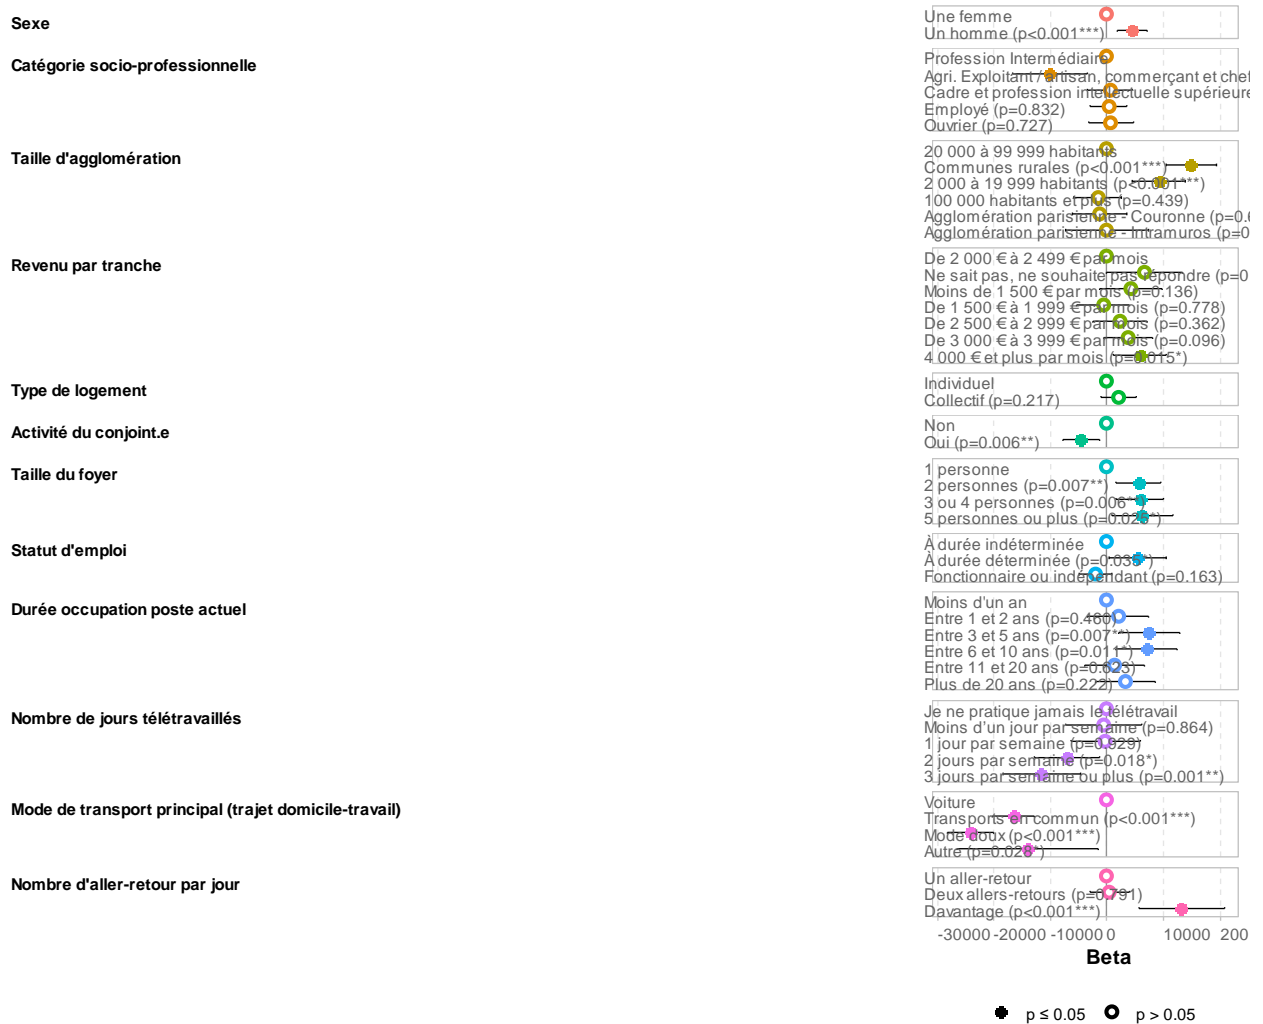 Sexe
Une femme
Un homme (p<0.001***)
Catégorie socio-professionnelle
Profession Intermédiaire
Agri. Exploitant / artisan, commerçant et chef
Cadre et profession intellectuelle supérieure
Employé (p=0.832)
Ouvrier (p=0.727)
Taille d'agglomération
20 000 à 99 999 habitants
Communes rurales (p<0.001***)
2 000 à 19 999 habitants (p<0.001***)
100 000 habitants et plus (p=0.439)
Agglomération parisienne - Couronne (p=0.6
Agglomération parisienne - Intramuros (p=0
Revenu par tranche
De 2 000 € à 2 499 € par mois
Ne sait pas, ne souhaite pas répondre (p=0
Moins de 1 500 € par mois (p=0.136)
De 1 500 € à 1 999 € par mois (p=0.778)
De 2 500 € à 2 999 € par mois (p=0.362)
De 3 000 € à 3 999 € par mois (p=0.096)
4 000 € et plus par mois (p=0.015*)
Type de logement
Individuel
Collectif (p=0.217)
Activité du conjoint.e
Non
Oui (p=0.006**)
Taille du foyer
1 personne
2 personnes (p=0.007**)
3 ou 4 personnes (p=0.006**)
5 personnes ou plus (p=0.026*)
Statut d'emploi
À durée indéterminée
À durée déterminée
Fonctionnaire ou indépendant (p=0.163)
Durée occupation poste actuel
Moins d'un an
Entre 1 et 2 ans (p=0.460)
Entre 3 et 5 ans (p=0.007**)
Entre 6 et 10 ans (p=0.011*)
Entre 11 et 20 ans (p=0.623)
Plus de 20 ans (p=0.222)
Nombre de jours télétravaillés
Je ne pratique jamais le télétravail
Moins d'un jour par semaine (p=0.864)
1 jour par semaine (p=0.929)
2 jours par semaine (p=0.018*)
3 jours par semaine ou plus (p=0.001**)
Mode de transport principal (trajet domicile-travail)
Voiture
Transports en commun (p<0.001***)
Mode doux (p<0.001***)
Autre (p=0.028*)
Nombre d'aller-retour par jour
Un aller-retour
Deux allers-retours (p=0.791)
Davantage (p<0.001***)
-30000 -20000 -10000 0 10000 200
Beta
p ≤ 0.05 p > 0.05